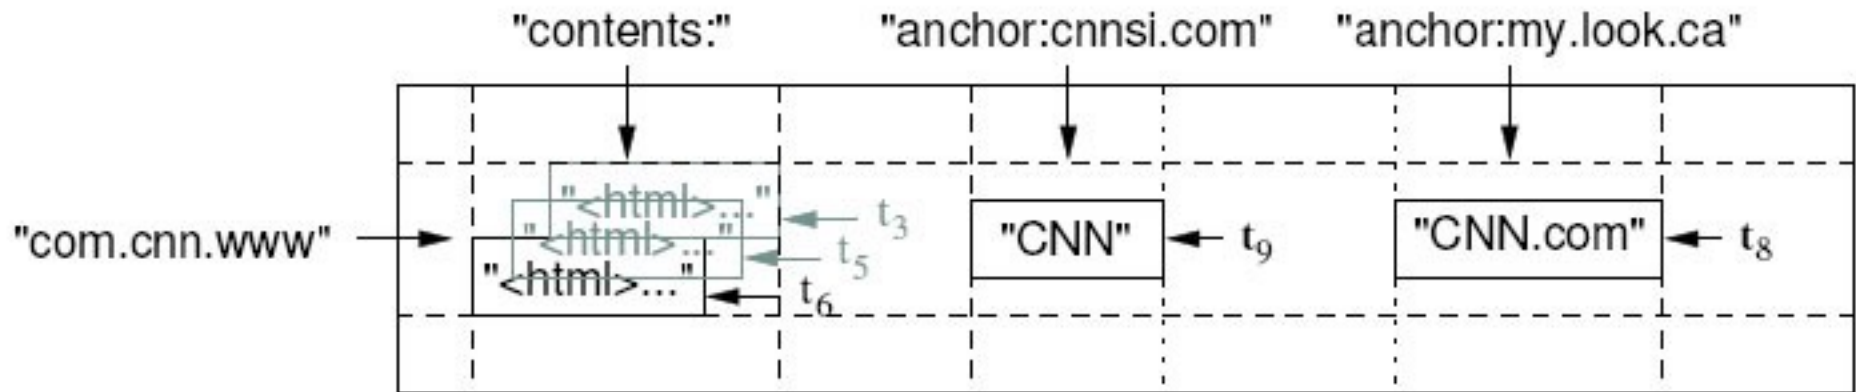 "contents:" "anchor:cnnsi.com" "anchor:my.look.ca"
"<html>..." t3
"com.cnn.www" "<html>..." t5 "CNN" t9 "CNN.com" t8
"<html>..." t6